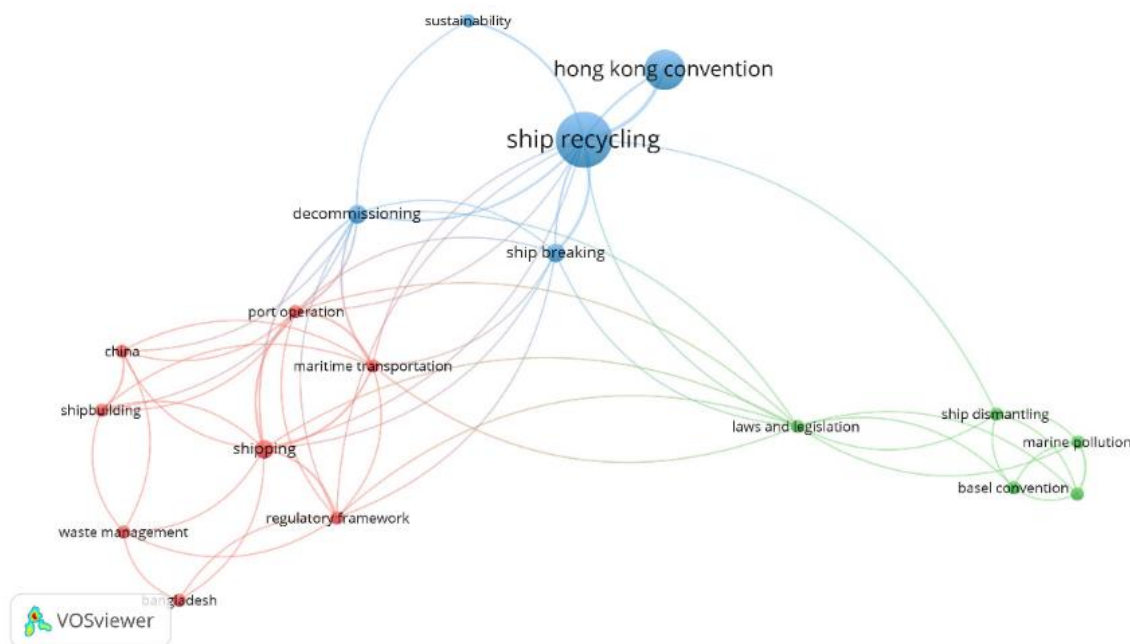 sustainability
hong kong convention
ship recycling
decommissioning
ship breaking
port operation
china
maritime transportation
shipbuilding
ship dismantling
laws and legislation
marine pollution
shipping
basel convention
regulatory framework
waste management
bangladesh
VOSviewer